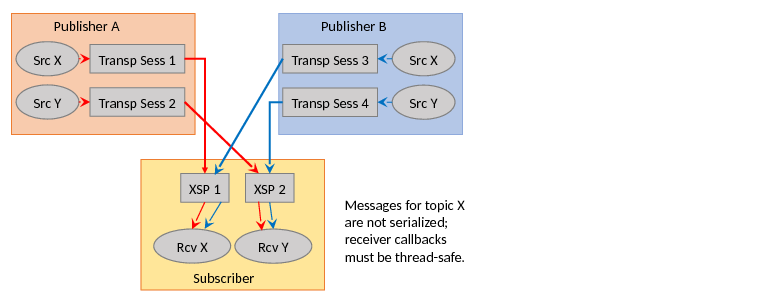 Publisher A
Publisher B
Src X
Transp Sess 1
Transp Sess 3
Src X
Src Y
Transp Sess 2
Transp Sess 4
Src Y
XSP 1
XSP 2
Messages for topic X
are not serialized;
receiver callbacks
must be thread-safe.
Rcv X
Rcv Y
Subscriber